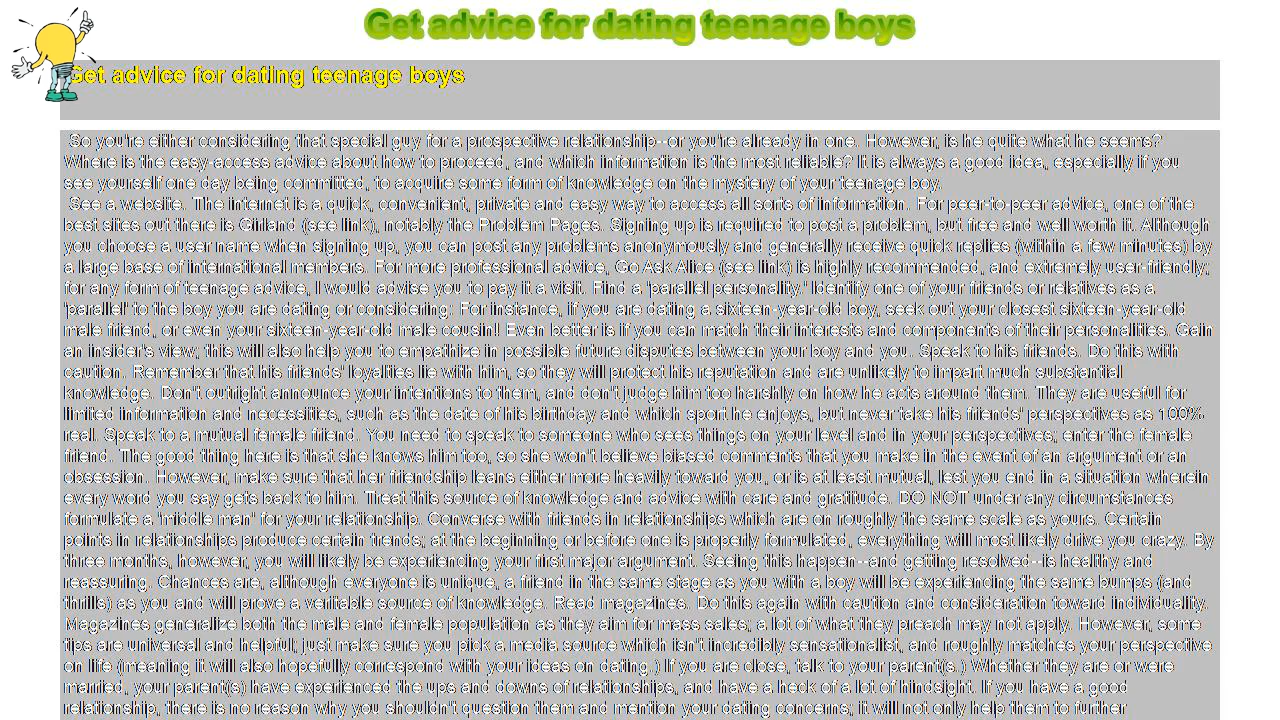 Get advice for dating teenage boys
Get advice for dating teenage boys
So you're either considering that special guy for a prospective relationship--or you're already in one. However, is he quite what he seems?
Where is the easy-access advice about how to proceed, and which information is the most reliable? It is always a good idea, especially if you
see yourself one day being committed, to acquire some form of knowledge on the mystery of your teenage boy.
See a website. The internet is a quick, convenient, private and easy way to access all sorts of information. For peer-to-peer advice, one of the
best sites out there is Girland (see link), notably the Problem Pages. Signing up is required to post a problem, but free and well worth it. Although
you choose a user name when signing up, you can post any problems anonymously and generally receive quick replies (within a few minutes) by
a large base of international members. For more professional advice, Go Ask Alice (see link) is highly recommended, and extremely user-friendly;
for any form of teenage advice, I would advise you to pay it a visit. Find a 'parallel personality.' Identify one of your friends or relatives as a
'parallel' to the boy you are dating or considering: For instance, if you are dating a sixteen-year-old boy, seek out your closest sixteen-year-old
male friend, or even your sixteen-year-old male cousin! Even better is if you can match their interests and components of their personalities. Gain
an insider's view; this will also help you to empathize in possible future disputes between your boy and you. Speak to his friends. Do this with
caution. Remember that his friends' loyalties lie with him, so they will protect his reputation and are unlikely to impart much substantial
knowledge. Don't outright announce your intentions to them, and don't judge him too harshly on how he acts around them. They are useful for
limited information and necessities, such as the date of his birthday and which sport he enjoys, but never take his friends' perspectives as 100%
real. Speak to a mutual female friend. You need to speak to someone who sees things on your level and in your perspectives; enter the female
friend. The good thing here is that she knows him too, so she won't believe biased comments that you make in the event of an argument or an
obsession. However, make sure that her friendship leans either more heavily toward you, or is at least mutual, lest you end in a situation wherein
every word you say gets back to him. Theat this source of knowledge and advice with care and gratitude. DO NOT under any circumstances
formulate a 'middle man' for your relationship. Converse with friends in relationships which are on roughly the same scale as yours. Certain
points in relationships produce certain trends; at the beginning or before one is properly formulated, everything will most likely drive you crazy. By
three months, however, you will likely be experiencing your first major argument. Seeing this happen--and getting resolved--is healthy and
reassuring. Chances are, although everyone is unique, a friend in the same stage as you with a boy will be experiencing the same bumps (and
thrills) as you and will prove a veritable source of knowledge. Read magazines. Do this again with caution and consideration toward individuality.
Magazines generalize both the male and female population as they aim for mass sales; a lot of what they preach may not apply. However, some
tips are universal and helpful; just make sure you pick a media source which isn't incredibly sensationalist, and roughly matches your perspective
on life (meaning it will also hopefully correspond with your ideas on dating.) If you are close, talk to your parent(s.) Whether they are or were
married, your parent(s) have experienced the ups and downs of relationships, and have a heck of a lot of hindsight. If you have a good
relationship, there is no reason why you shouldn't question them and mention your dating concerns; it will not only help them to further